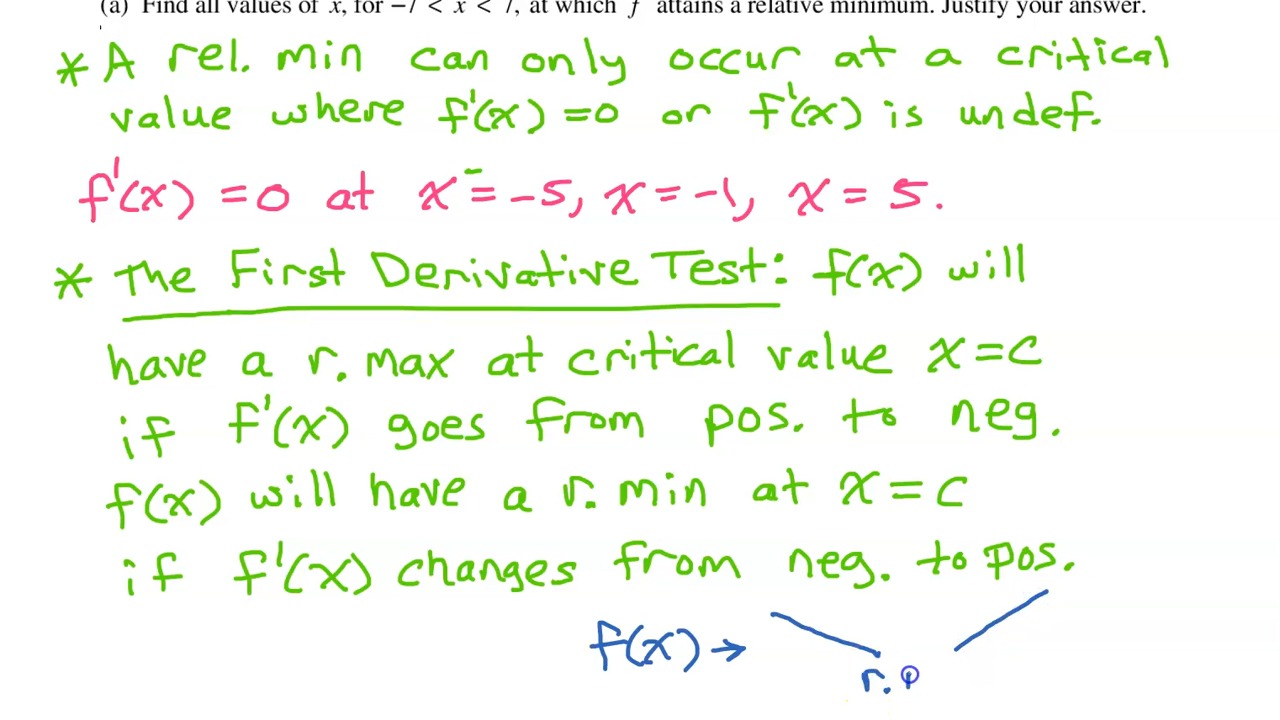 (a) Find all values of x, for −7 < x < 7, at which f attains a relative minimum. Justify your answer.
* A rel. min can only occur at a critical
value where f'(x) = 0 or f'(x) is undef.
f'(x) = 0 at x = -5, x = -1, x = 5.
* The First Derivative Test: f(x) will
have a r. max at critical value x = c
if f'(x) goes from pos. to neg.
f(x) will have a r. min at x = c
if f'(x) changes from neg. to pos.
f(x) →
r.